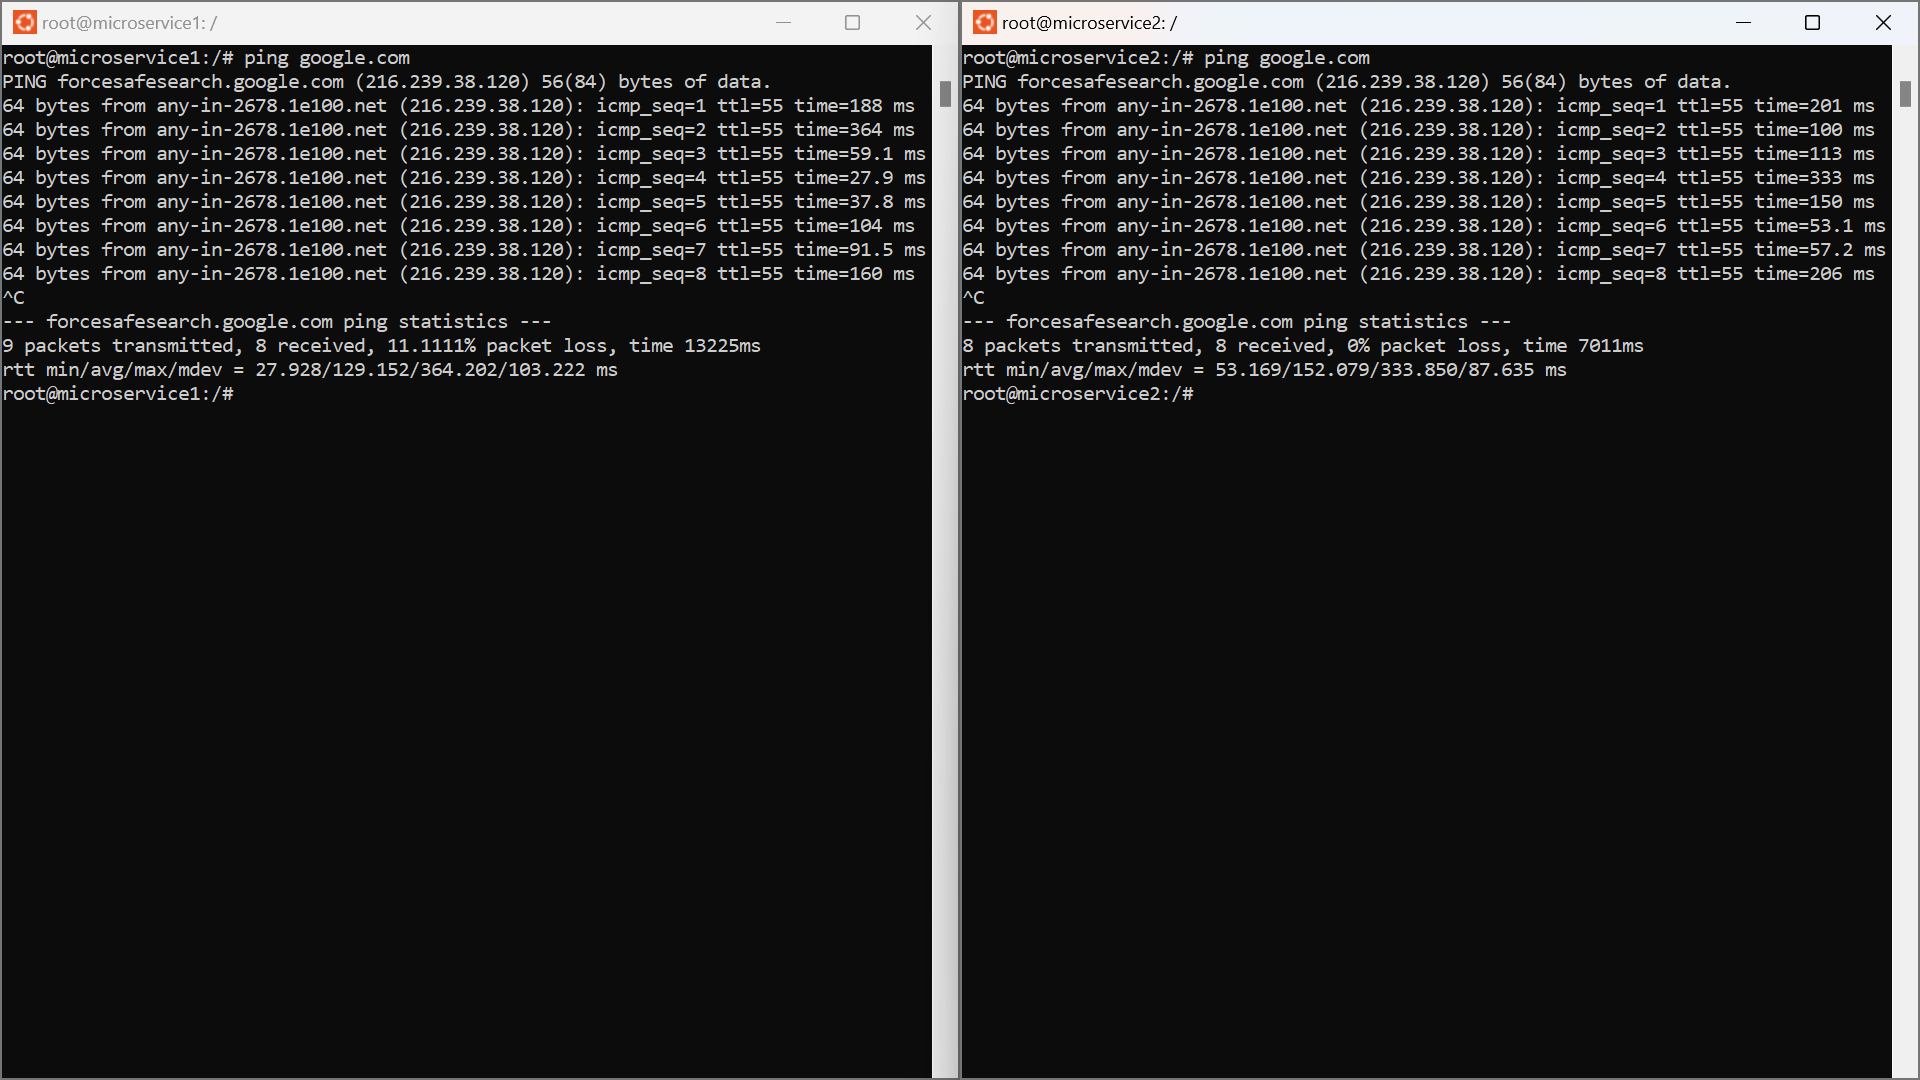 root@microservice1: /
root@microservice1:/# ping google.com
PING forcesafesearch.google.com (216.239.38.120) 56(84) bytes of data.
64 bytes from any-in-2678.1e100.net (216.239.38.120): icmp_seq=1 ttl=55 time=188 ms
64 bytes from any-in-2678.1e100.net (216.239.38.120): icmp_seq=2 ttl=55 time=364 ms
64 bytes from any-in-2678.1e100.net (216.239.38.120): icmp_seq=3 ttl=55 time=59.1 ms
64 bytes from any-in-2678.1e100.net (216.239.38.120): icmp_seq=4 ttl=55 time=27.9 ms
64 bytes from any-in-2678.1e100.net (216.239.38.120): icmp_seq=5 ttl=55 time=37.8 ms
64 bytes from any-in-2678.1e100.net (216.239.38.120): icmp_seq=6 ttl=55 time=104 ms
64 bytes from any-in-2678.1e100.net (216.239.38.120): icmp_seq=7 ttl=55 time=91.5 ms
64 bytes from any-in-2678.1e100.net (216.239.38.120): icmp_seq=8 ttl=55 time=160 ms
^C
--- forcesafesearch.google.com ping statistics ---
9 packets transmitted, 8 received, 11.1111% packet loss, time 13225ms
rtt min/avg/max/mdev = 27.928/129.152/364.202/103.222 ms
root@microservice1:/#
root@microservice2: /
root@microservice2:/# ping google.com
PING forcesafesearch.google.com (216.239.38.120) 56(84) bytes of data.
64 bytes from any-in-2678.1e100.net (216.239.38.120): icmp_seq=1 ttl=55 time=201 ms
64 bytes from any-in-2678.1e100.net (216.239.38.120): icmp_seq=2 ttl=55 time=100 ms
64 bytes from any-in-2678.1e100.net (216.239.38.120): icmp_seq=3 ttl=55 time=113 ms
64 bytes from any-in-2678.1e100.net (216.239.38.120): icmp_seq=4 ttl=55 time=333 ms
64 bytes from any-in-2678.1e100.net (216.239.38.120): icmp_seq=5 ttl=55 time=150 ms
64 bytes from any-in-2678.1e100.net (216.239.38.120): icmp_seq=6 ttl=55 time=53.1 ms
64 bytes from any-in-2678.1e100.net (216.239.38.120): icmp_seq=7 ttl=55 time=57.2 ms
64 bytes from any-in-2678.1e100.net (216.239.38.120): icmp_seq=8 ttl=55 time=206 ms
^C
--- forcesafesearch.google.com ping statistics ---
8 packets transmitted, 8 received, 0% packet loss, time 7011ms
rtt min/avg/max/mdev = 53.169/152.079/333.850/87.635 ms
root@microservice2:/#